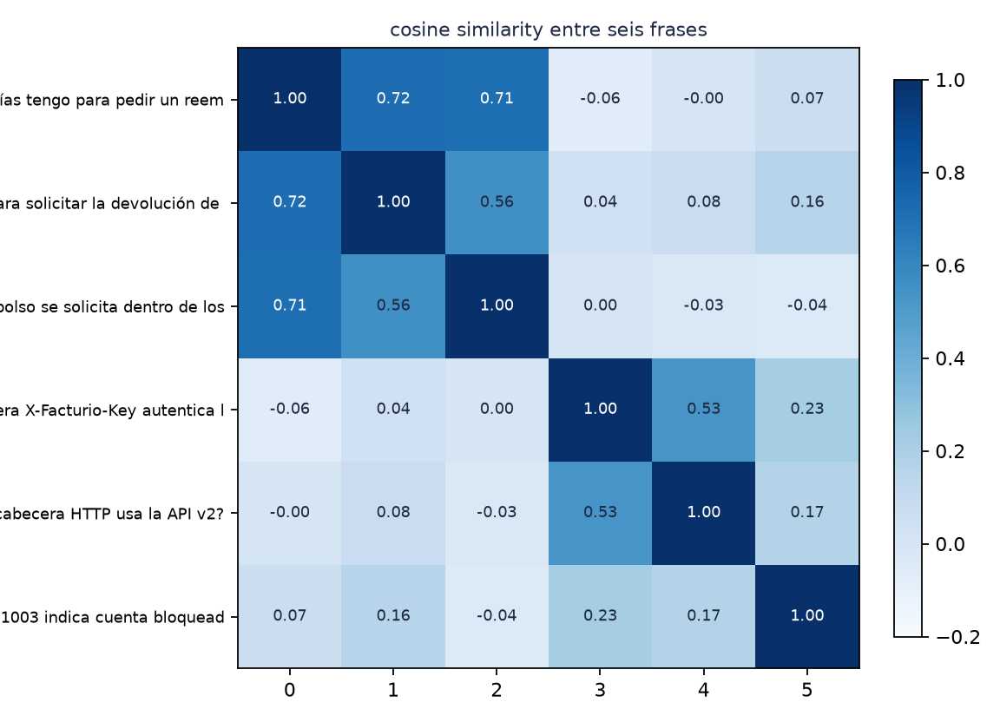 cosine similarity entre seis frases
ías tengo para pedir un reem 1.00 0.72 0.71 -0.06 -0.00 0.07
ara solicitar la devolución de 0.72 1.00 0.56 0.04 0.08 0.16
bolso se solicita dentro de los 0.71 0.56 1.00 0.00 -0.03 -0.04
era X-Facturio-Key autentica l -0.06 0.04 0.00 1.00 0.53 0.23
cabecera HTTP usa la API v2? -0.00 0.08 -0.03 0.53 1.00 0.17
1003 indica cuenta bloquead 0.07 0.16 -0.04 0.23 0.17 1.00
0 1 2 3 4 5
1.0
0.8
0.6
0.4
0.2
0.0
−0.2